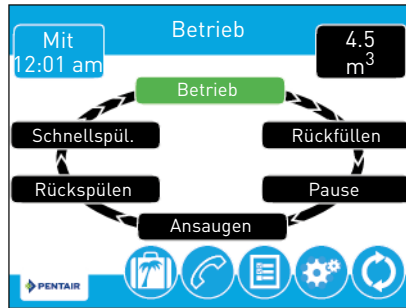 Betrieb
Mit
12:01 am
4.5
m³
Betrieb
Schnellspül.
Rückfüllen
Rückspülen
Pause
Ansaugen
PENTAIR